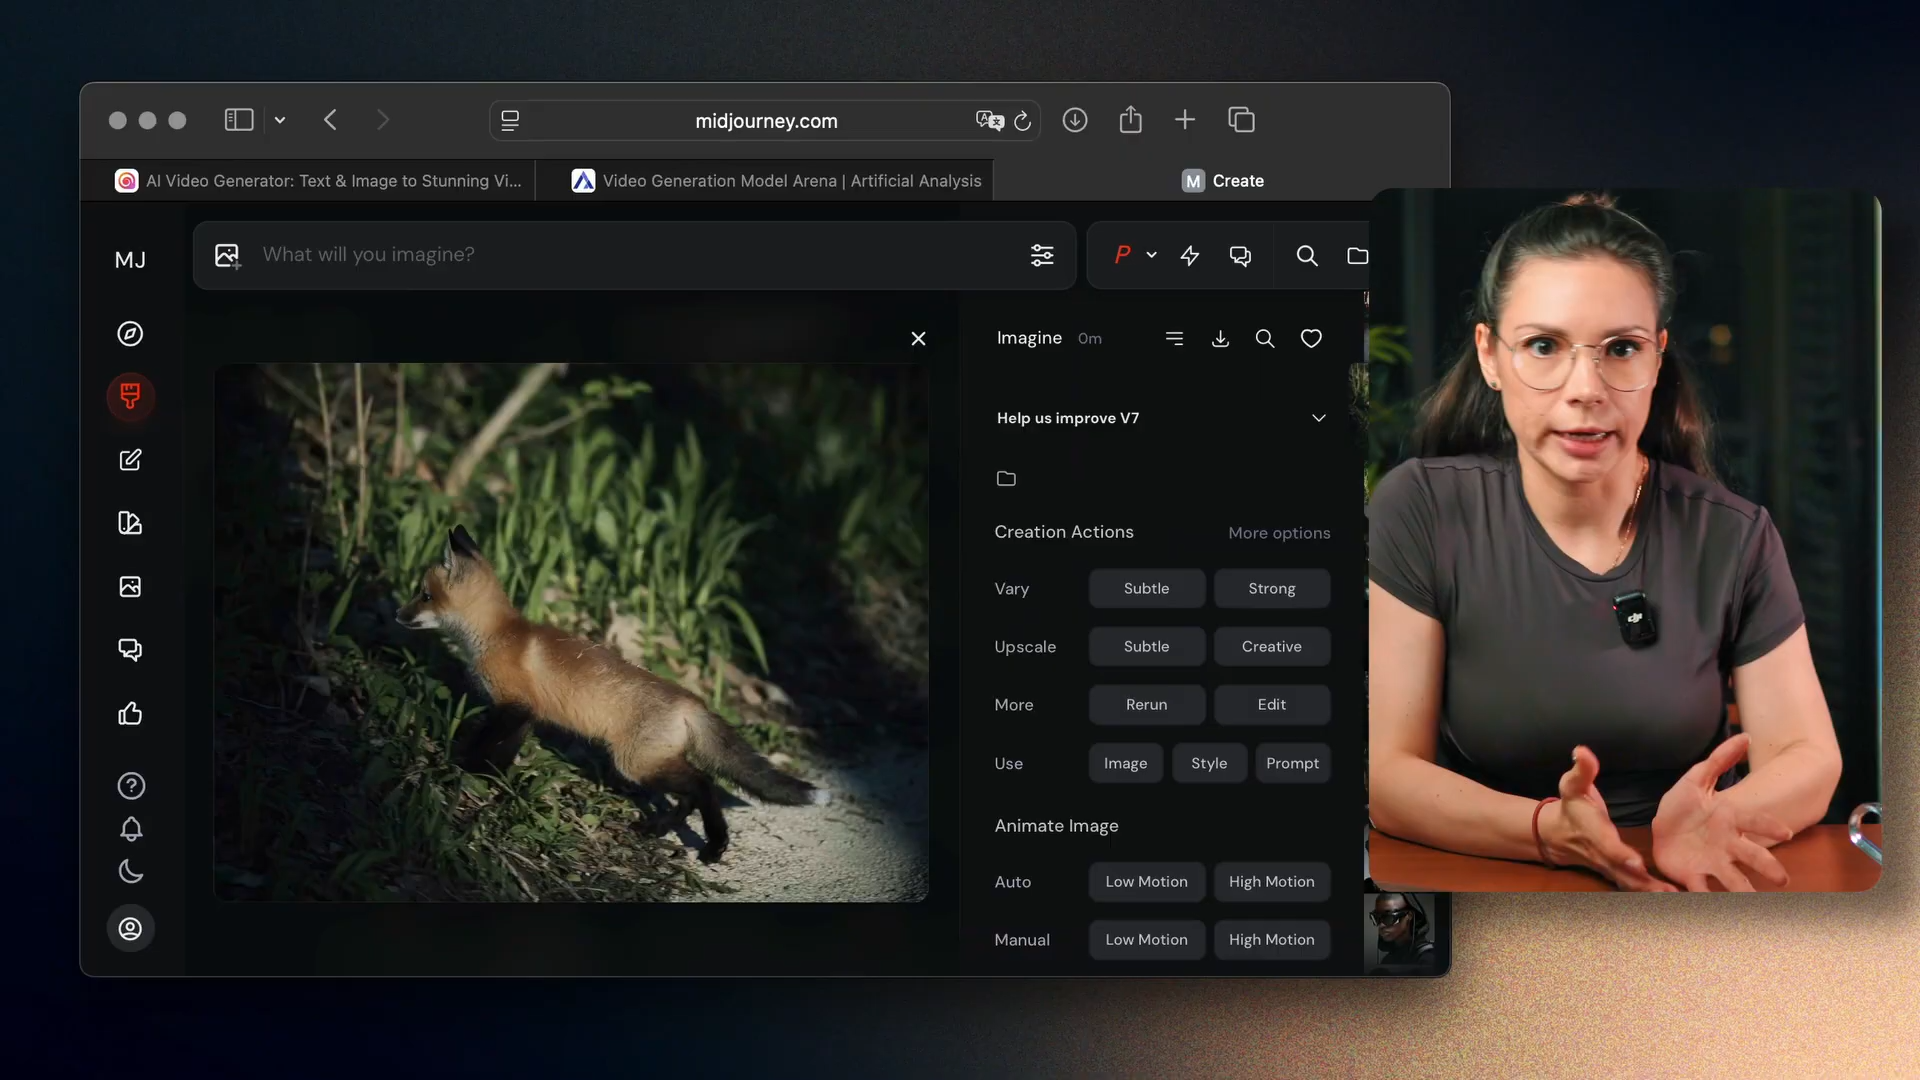 midjourney.com
AI Video Generator: Text & Image to Stunning Vi...
Video Generation Model Arena | Artificial Analysis
M Create
MJ
What will you imagine?
P
Imagine 0m
Help us improve V7
Creation Actions More options
Vary Subtle Strong
Upscale Subtle Creative
More Rerun Edit
Use Image Style Prompt
Animate Image
Auto Low Motion High Motion
Manual Low Motion High Motion
dji